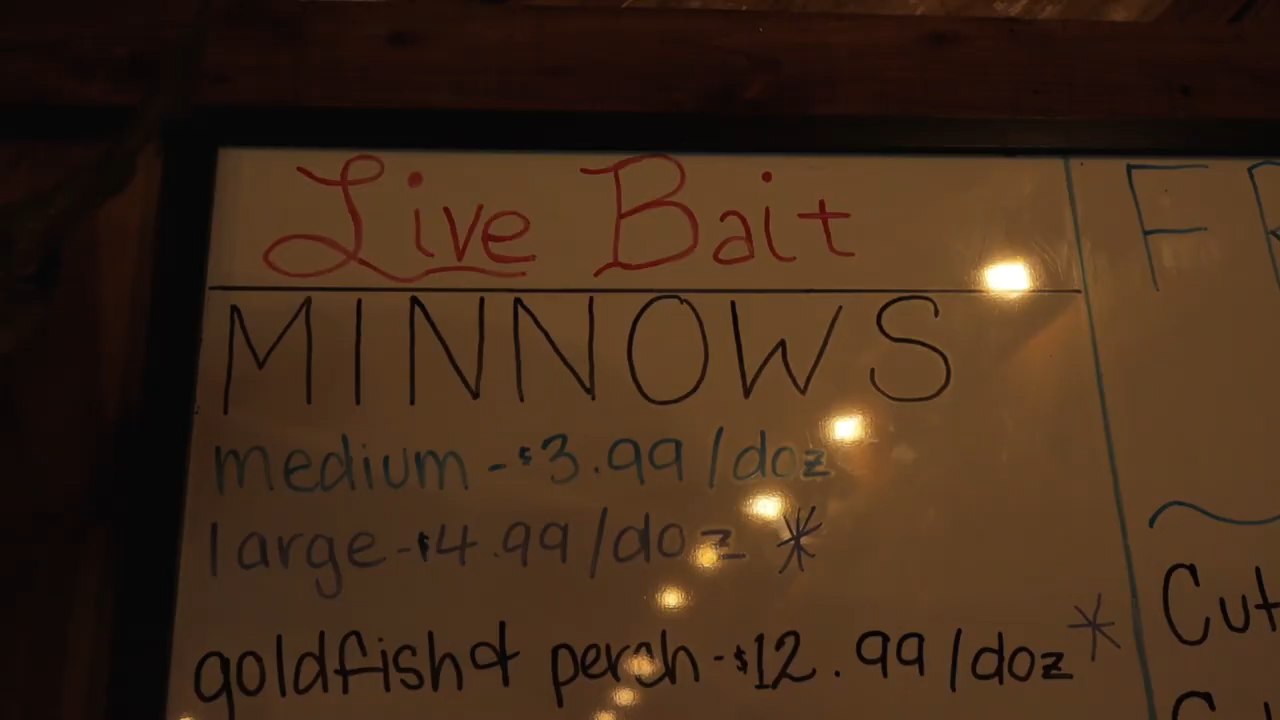 Live Bait
MINNOWS
medium - $3.99/doz
large - $4.99/doz *
goldfish & perch - $12.99/doz *
F
Cut